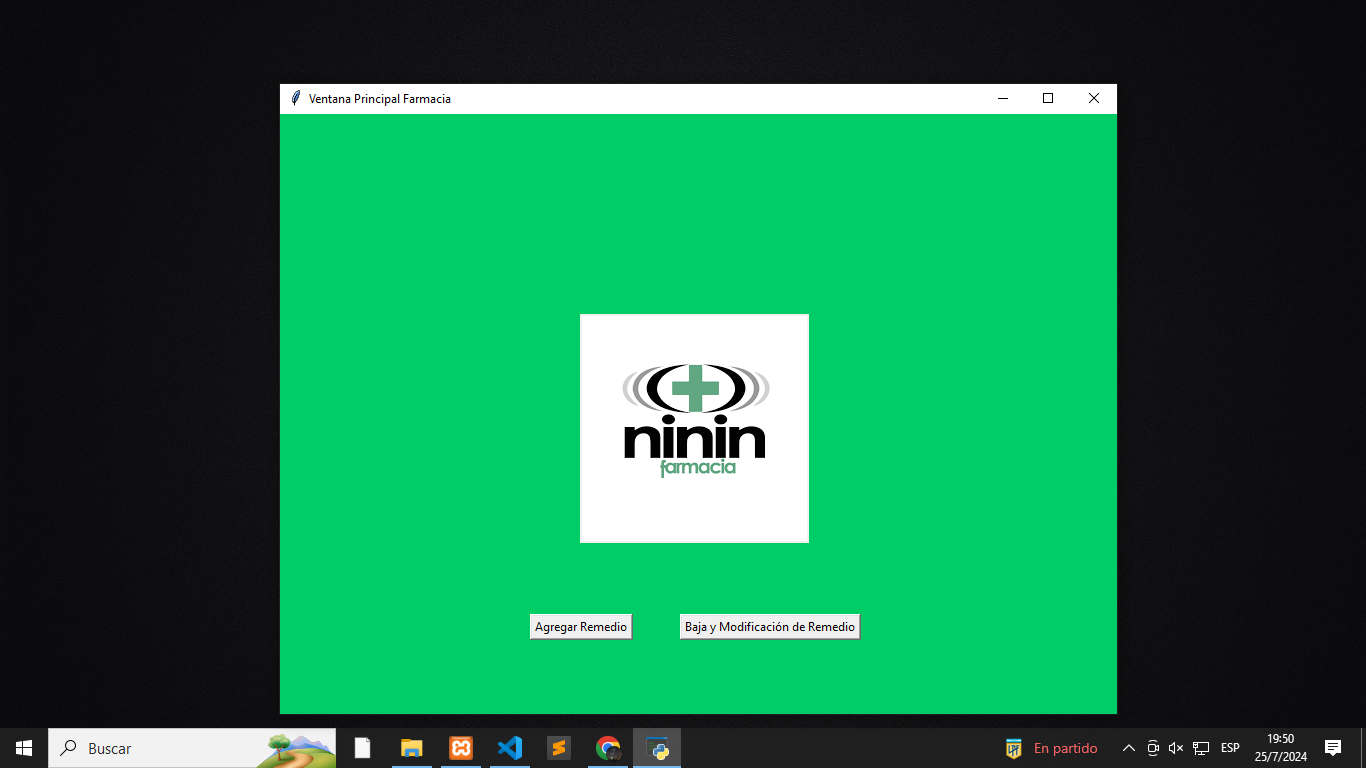 Ventana Principal Farmacia
ninin
farmacia
Agregar Remedio
Baja y Modificación de Remedio
Buscar
En partido
ESP
19:50
25/7/2024